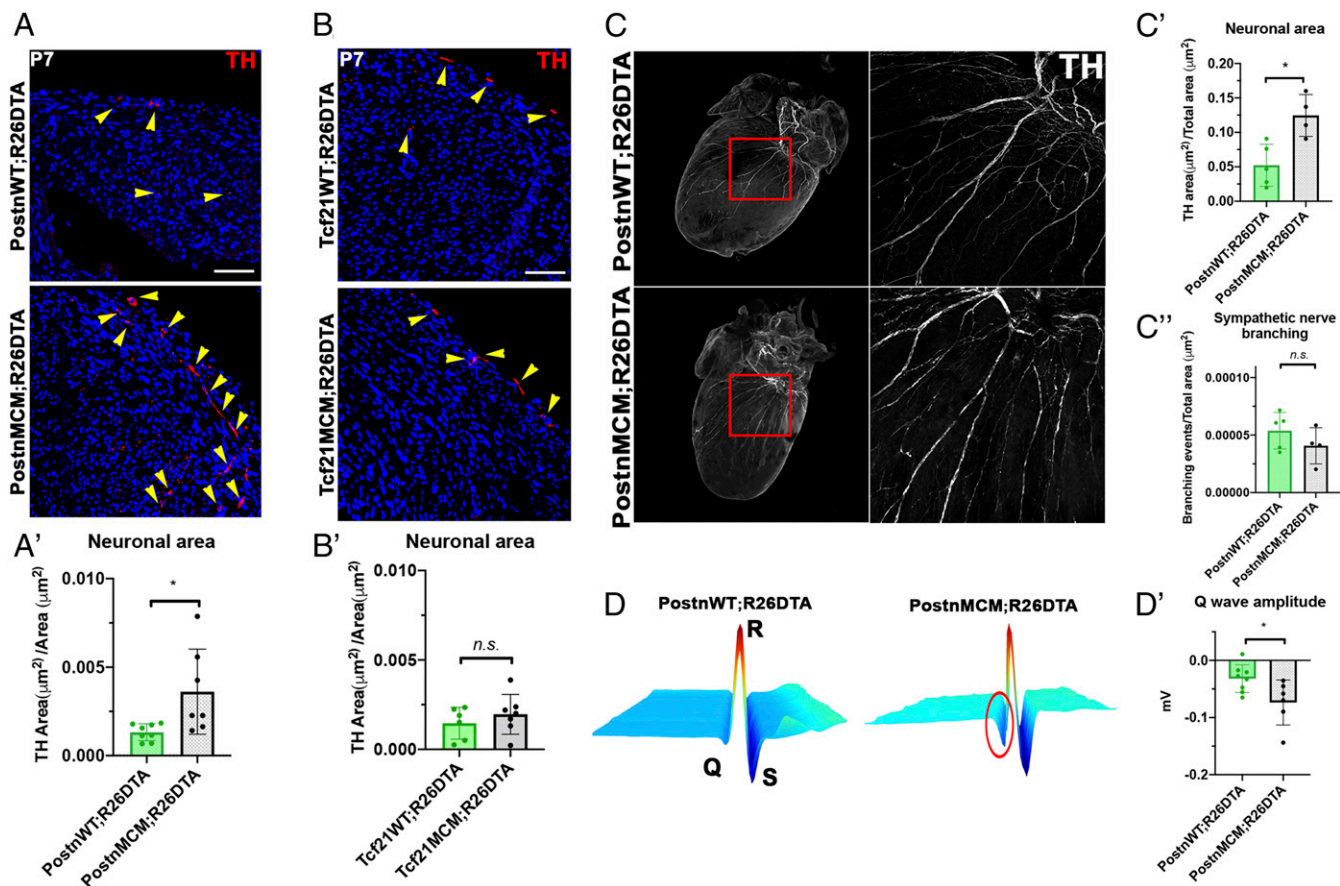 A
P7
TH
PostnWT;R26DTA
PostnMCM;R26DTA
B
P7
TH
Tcf21WT;R26DTA
Tcf21MCM;R26DTA
C
TH
PostnWT;R26DTA
PostnMCM;R26DTA
C'
Neuronal area
TH area(μm²)/Total area (μm²)
0.20
0.15
0.10
0.05
0.00
*
PostnWT;R26DTA
PostnMCM;R26DTA
C''
Sympathetic nerve
branching
Branching events/Total area (μm²)
0.00010
0.00005
0.00000
n.s.
PostnWT;R26DTA
PostnMCM;R26DTA
A'
Neuronal area
TH Area(μm²)/Area (μm²)
0.010
0.005
0.000
*
PostnWT;R26DTA
PostnMCM;R26DTA
B'
Neuronal area
TH Area(μm²)/Area(μm²)
0.010
0.005
0.000
n.s.
Tcf21WT;R26DTA
Tcf21MCM;R26DTA
D
PostnWT;R26DTA
R
Q
S
PostnMCM;R26DTA
D'
Q wave amplitude
mV
0.0
-0.1
-0.2
*
PostnWT;R26DTA
PostnMCM;R26DTA